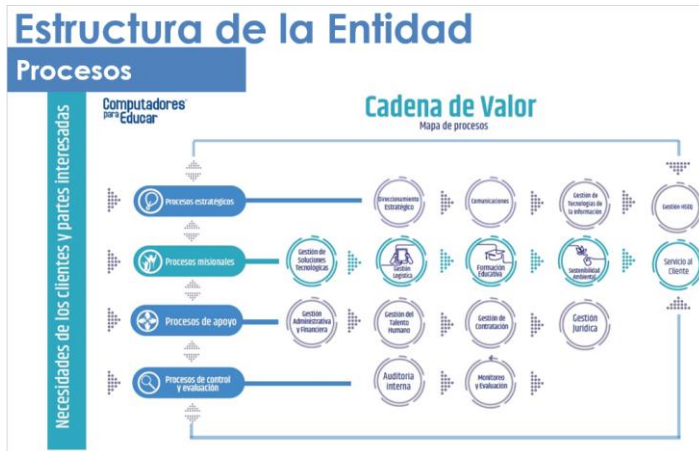 Estructura de la Entidad
Procesos
Necesidades de los clientes y partes interesadas
Computadores
para Educar
Cadena de Valor
Mapa de procesos
Procesos estratégicos
Direccionamiento
Estratégico
Comunicaciones
Gestión de
Tecnologías de
la Información
Gestión HSEQ
Procesos misionales
Gestión de
Soluciones
Tecnológicas
Gestión
Logística
Formación
Educativa
Sostenibilidad
Ambiental
Servicio al
Cliente
Procesos de apoyo
Gestión
Administrativa
y Financiera
Gestión del
Talento
Humano
Gestión de
Contratación
Gestión
Jurídica
Procesos de control
y evaluación
Auditoria
Interna
Monitoreo
y Evaluación